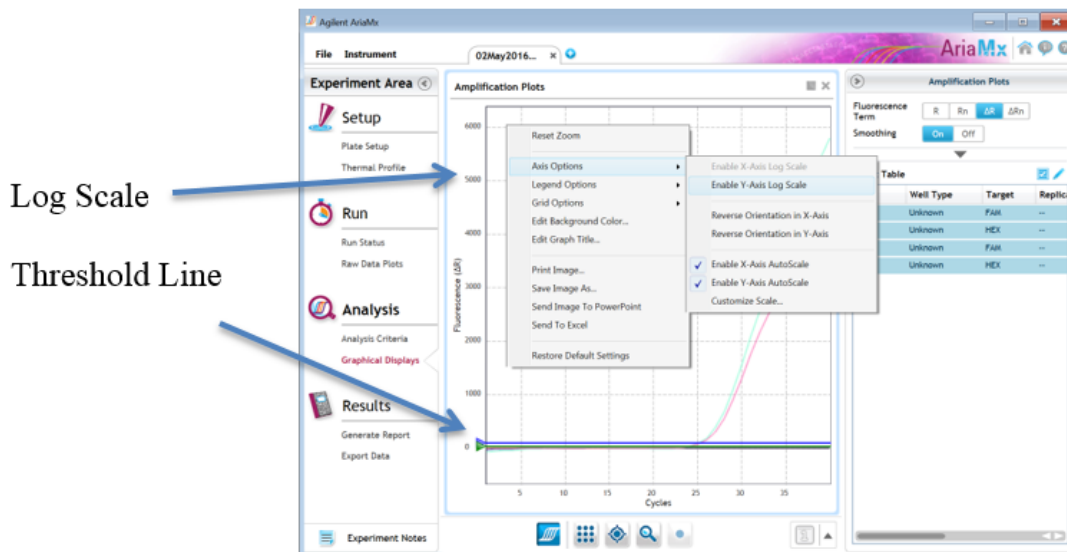 Log Scale
Threshold Line
Agilent AriaMx
File Instrument
02May2016...
AriaMx
Experiment Area
Setup
Plate Setup
Thermal Profile
Run
Run Status
Raw Data Plots
Analysis
Analysis Criteria
Graphical Displays
Results
Generate Report
Export Data
Experiment Notes
Amplification Plots
6000
5000
4000
3000
2000
1000
0
Fluorescence (ΔR)
5 10 15 20 25 30 35
Cycles
Reset Zoom
Axis Options
Legend Options
Grid Options
Edit Background Color...
Edit Graph Title...
Print Image...
Save Image As...
Send Image To PowerPoint
Send To Excel
Restore Default Settings
Enable X-Axis Log Scale
Enable Y-Axis Log Scale
Reverse Orientation in X-Axis
Reverse Orientation in Y-Axis
Enable X-Axis AutoScale
Enable Y-Axis AutoScale
Customize Scale...
Amplification Plots
Fluorescence
Term
R Rn ΔR ΔRn
Smoothing
On Off
Table
Well Type Target
Unknown FAM --
Unknown HEX --
Unknown FAM --
Unknown HEX --